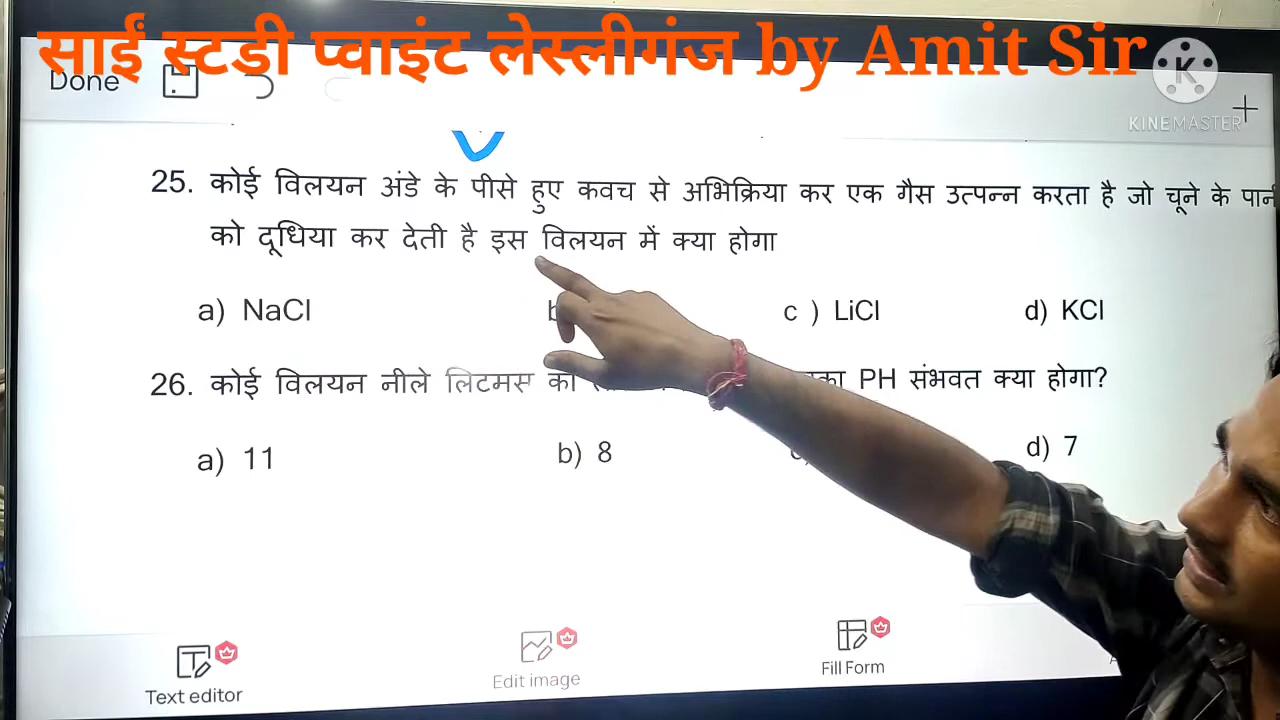 साईं स्टडी प्वाइंट लेस्लीगंज by Amit Sir
Done
K
KINEMASTER
25. कोई विलयन अंडे के पीसे हुए कवच से अभिक्रिया कर एक गैस उत्पन्न करता है जो चूने के
को दूधिया कर देती है इस विलयन में क्या होगा
a) NaCl c ) LiCl d) KCl
26. कोई विलयन नीले लिटमस PH संभवत क्या होगा?
a) 11 b) 8 d) 7
Text editor
Edit image
Fill Form